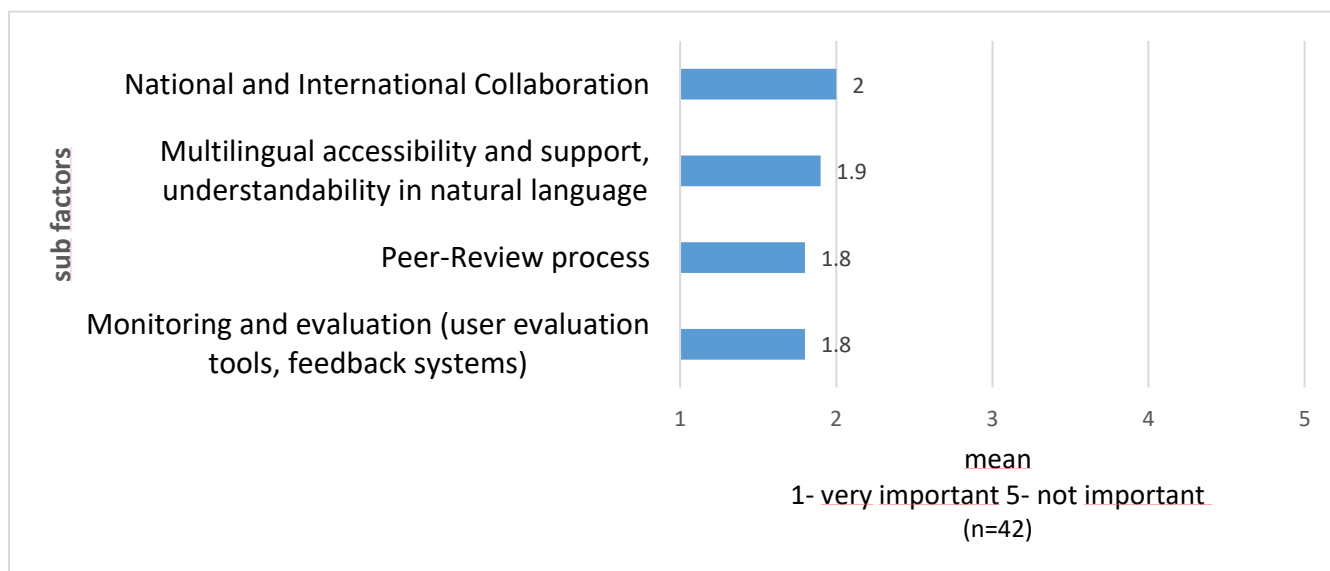 sub factors
National and International Collaboration
2
Multilingual accessibility and support,
understandability in natural language
1.9
Peer-Review process
1.8
Monitoring and evaluation (user evaluation
tools, feedback systems)
1.8
1 2 3 4 5
mean
1- very important 5- not important
(n=42)